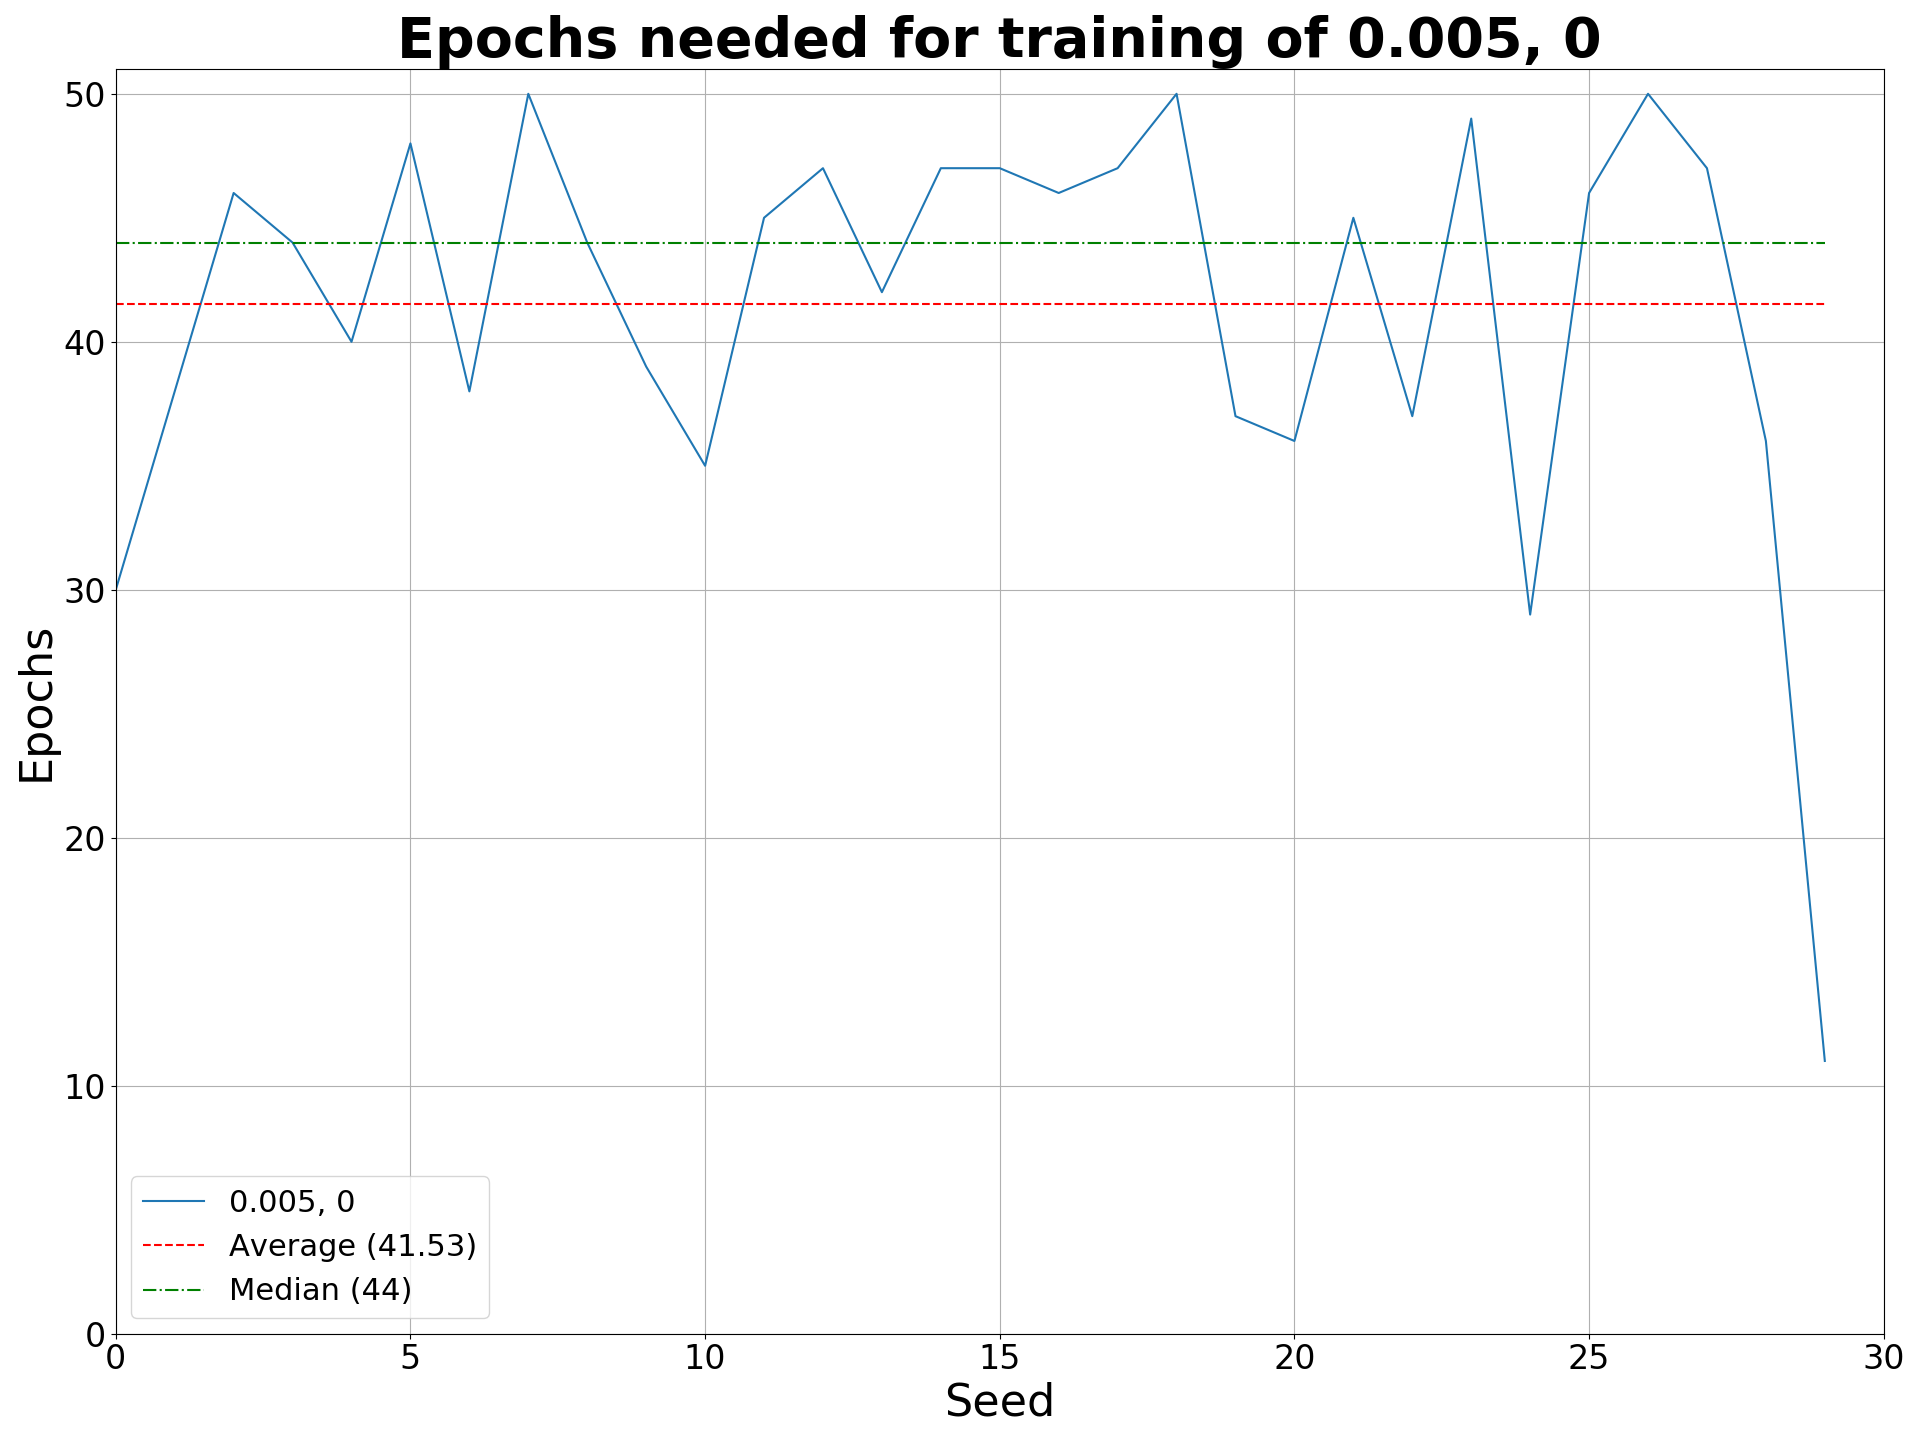 Epochs needed for training of 0.005, 0
50
40
30
20
10
0
Epochs
0.005, 0
Average (41.53)
Median (44)
0 5 10 15 20 25 30
Seed